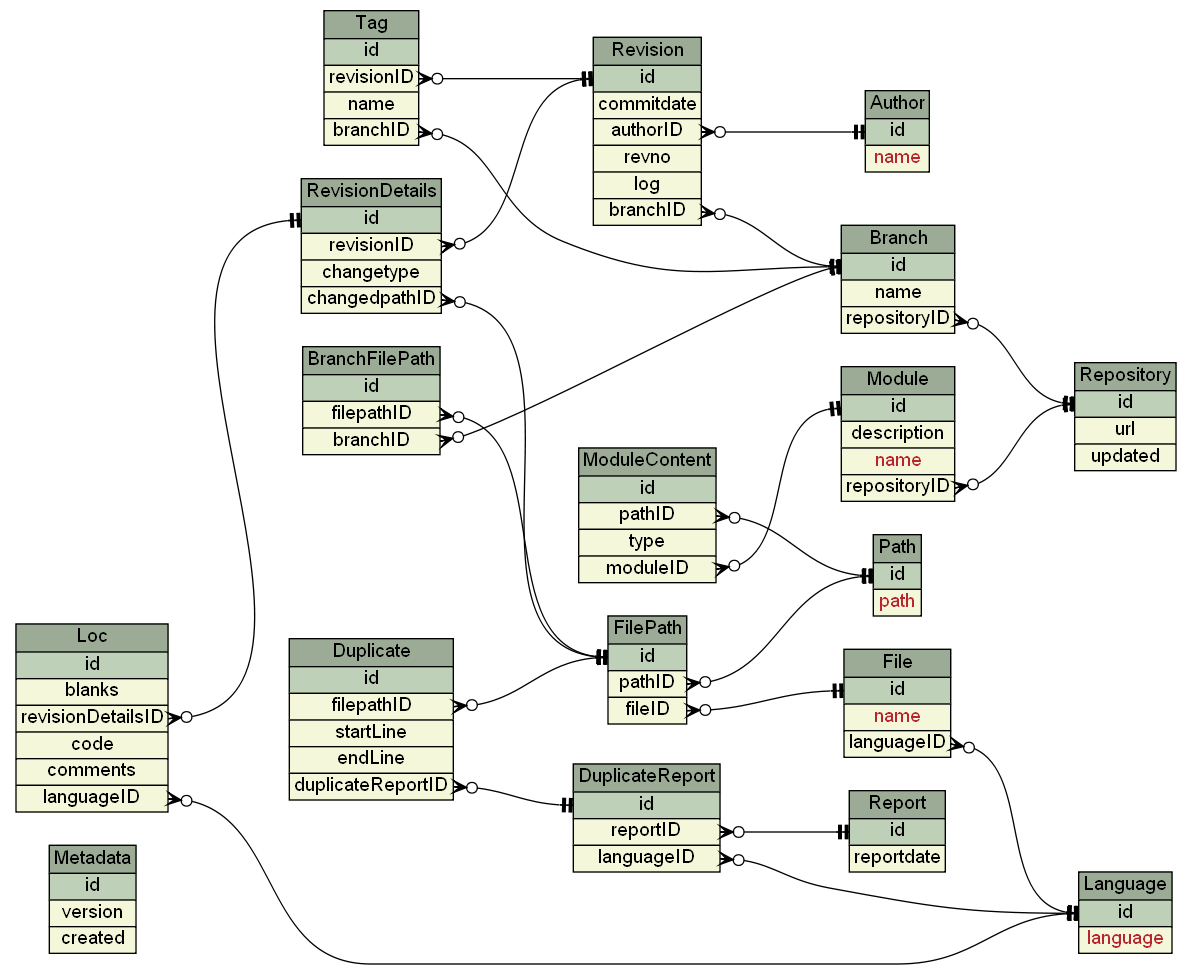 Tag
id
revisionID
name
branchID
Revision
id
commitdate
authorID
revno
log
branchID
Author
id
name
RevisionDetails
id
revisionID
changetype
changedpathID
Branch
id
name
repositoryID
BranchFilePath
id
filepathID
branchID
Module
id
description
name
repositoryID
Repository
id
url
updated
ModuleContent
id
pathID
type
moduleID
Path
id
path
FilePath
id
pathID
fileID
Loc
id
blanks
revisionDetailsID
code
comments
languageID
Duplicate
id
filepathID
startLine
endLine
duplicateReportID
File
id
name
languageID
DuplicateReport
id
reportID
languageID
Report
id
reportdate
Metadata
id
version
created
Language
id
language